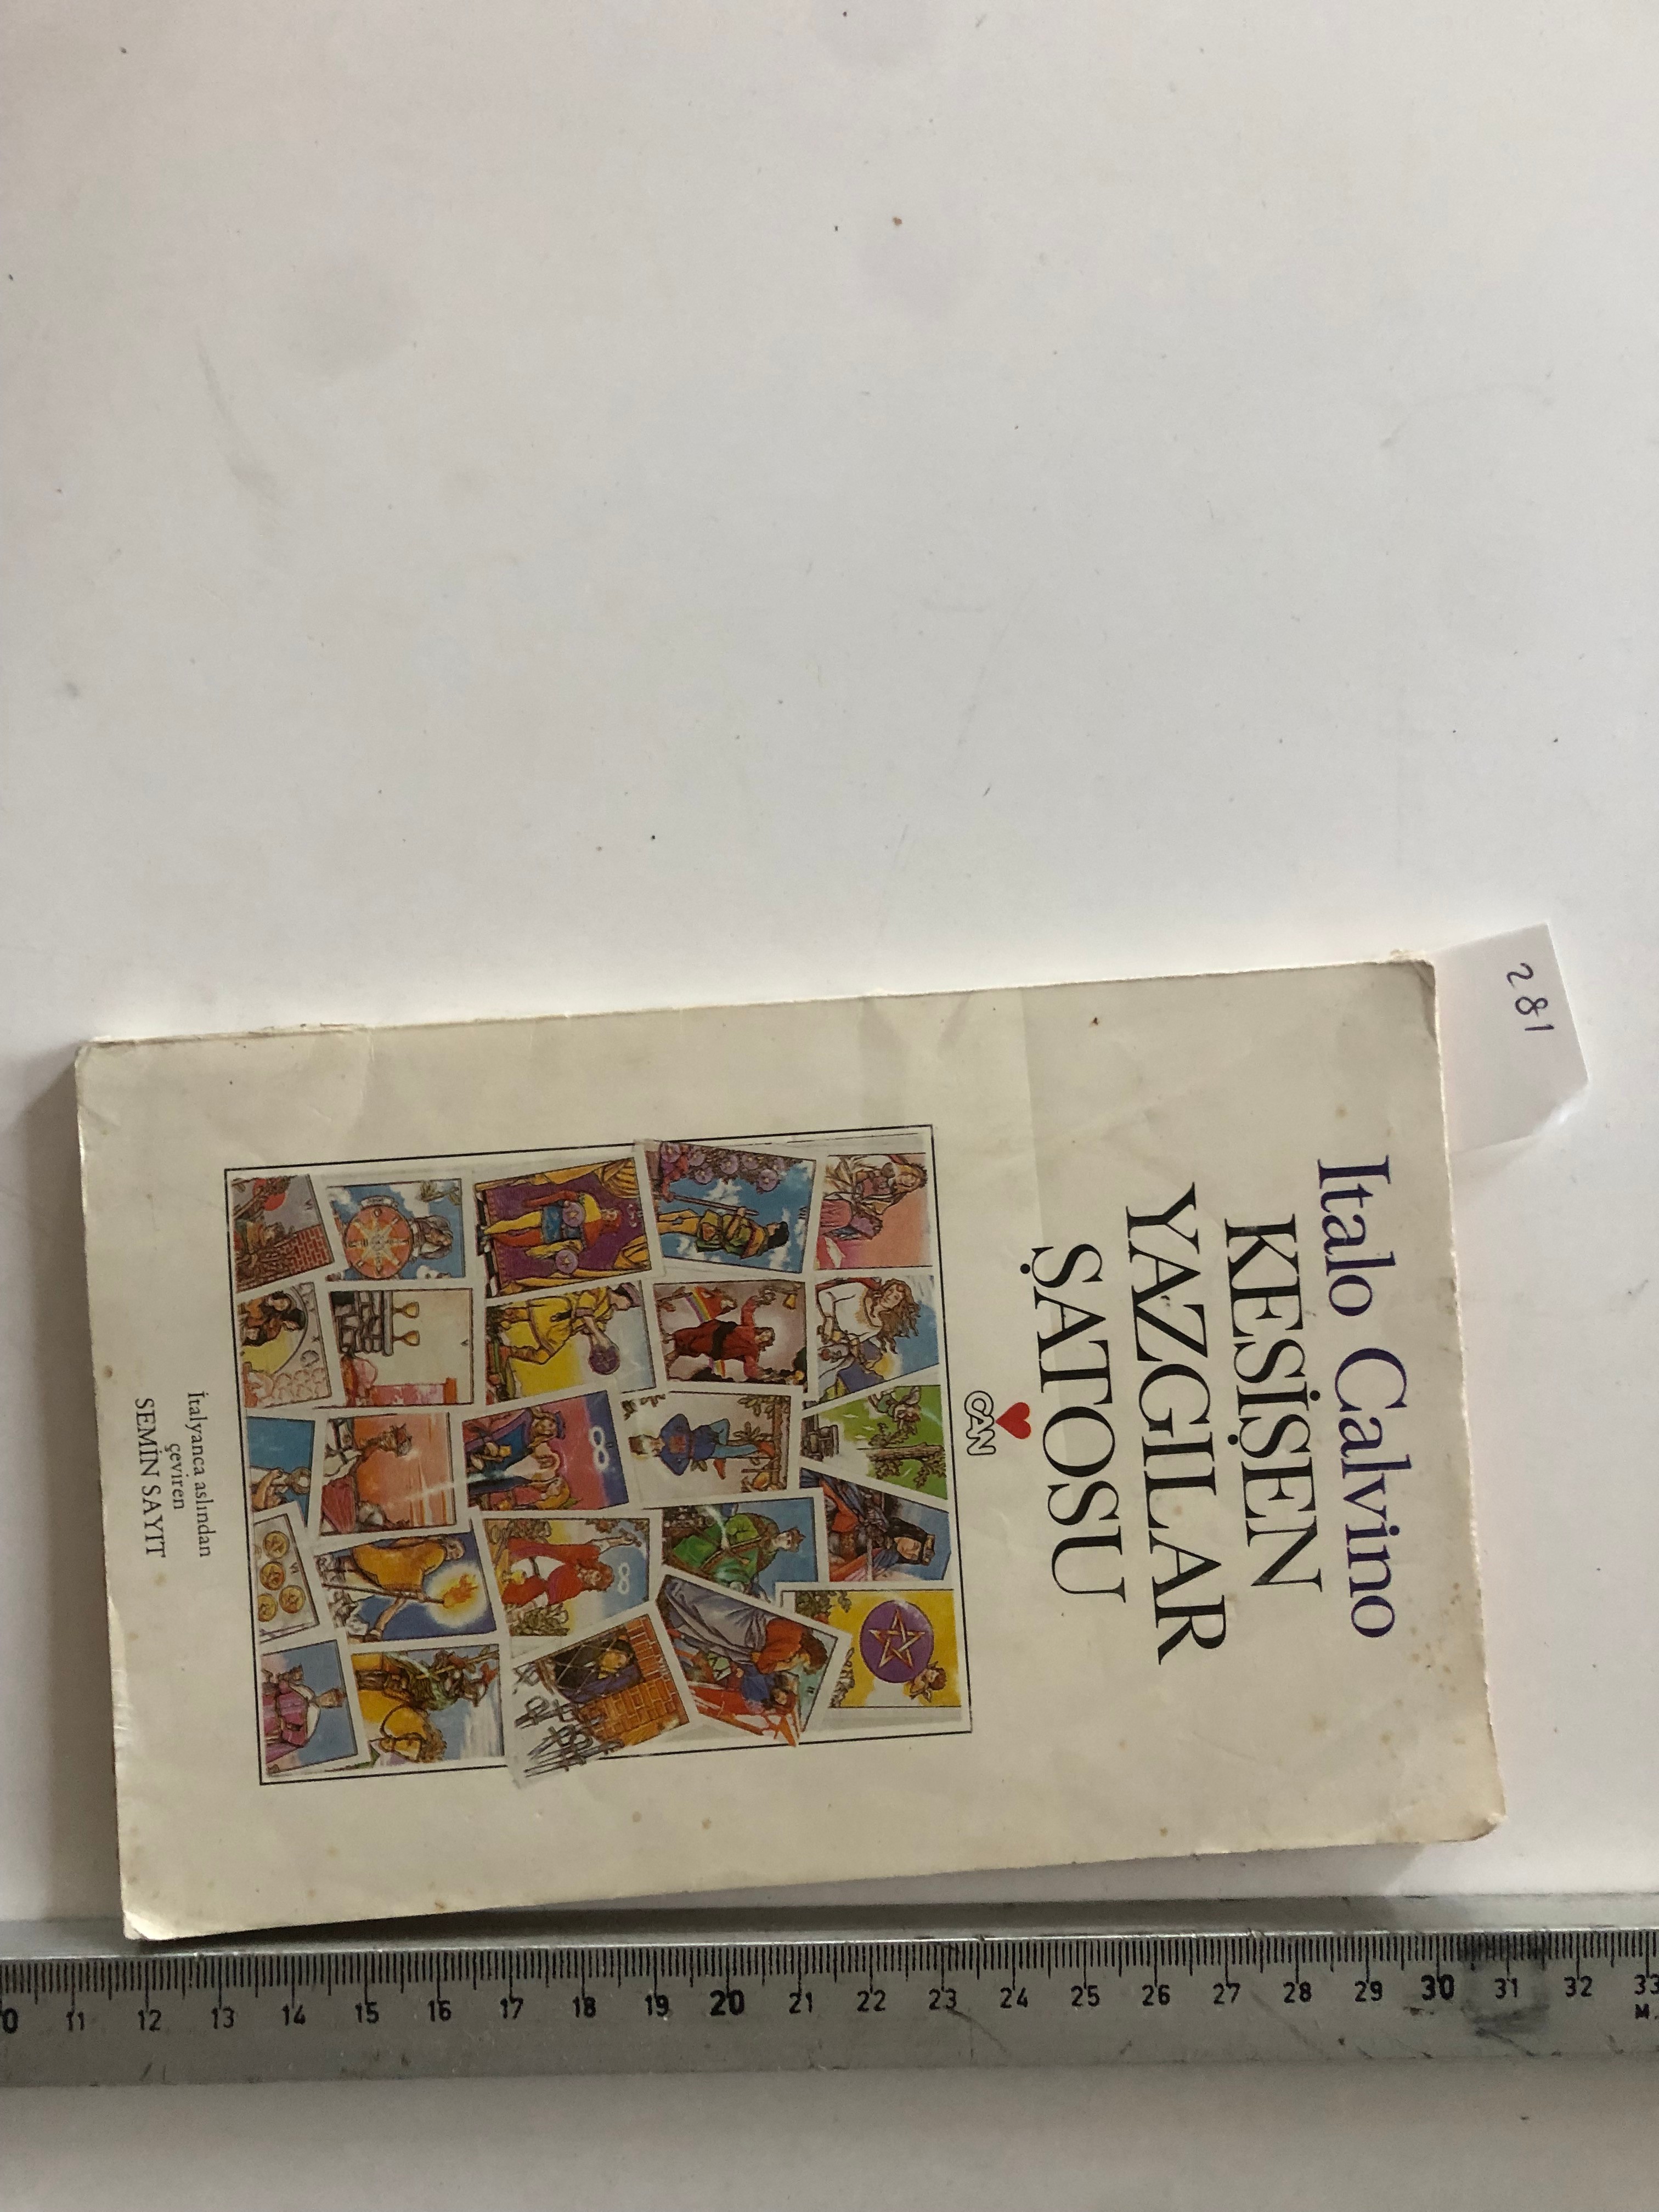 281
Italo Calvino
KESİŞEN
YAZGILAR
ŞATOSU
CAN
İtalyanca aslından
çeviren
SEMİN SAYIT
0 11 12 13 14 15 16 17 18 19 20 21 22 23 24 25 26 27 28 29 30 31 32 33
M.